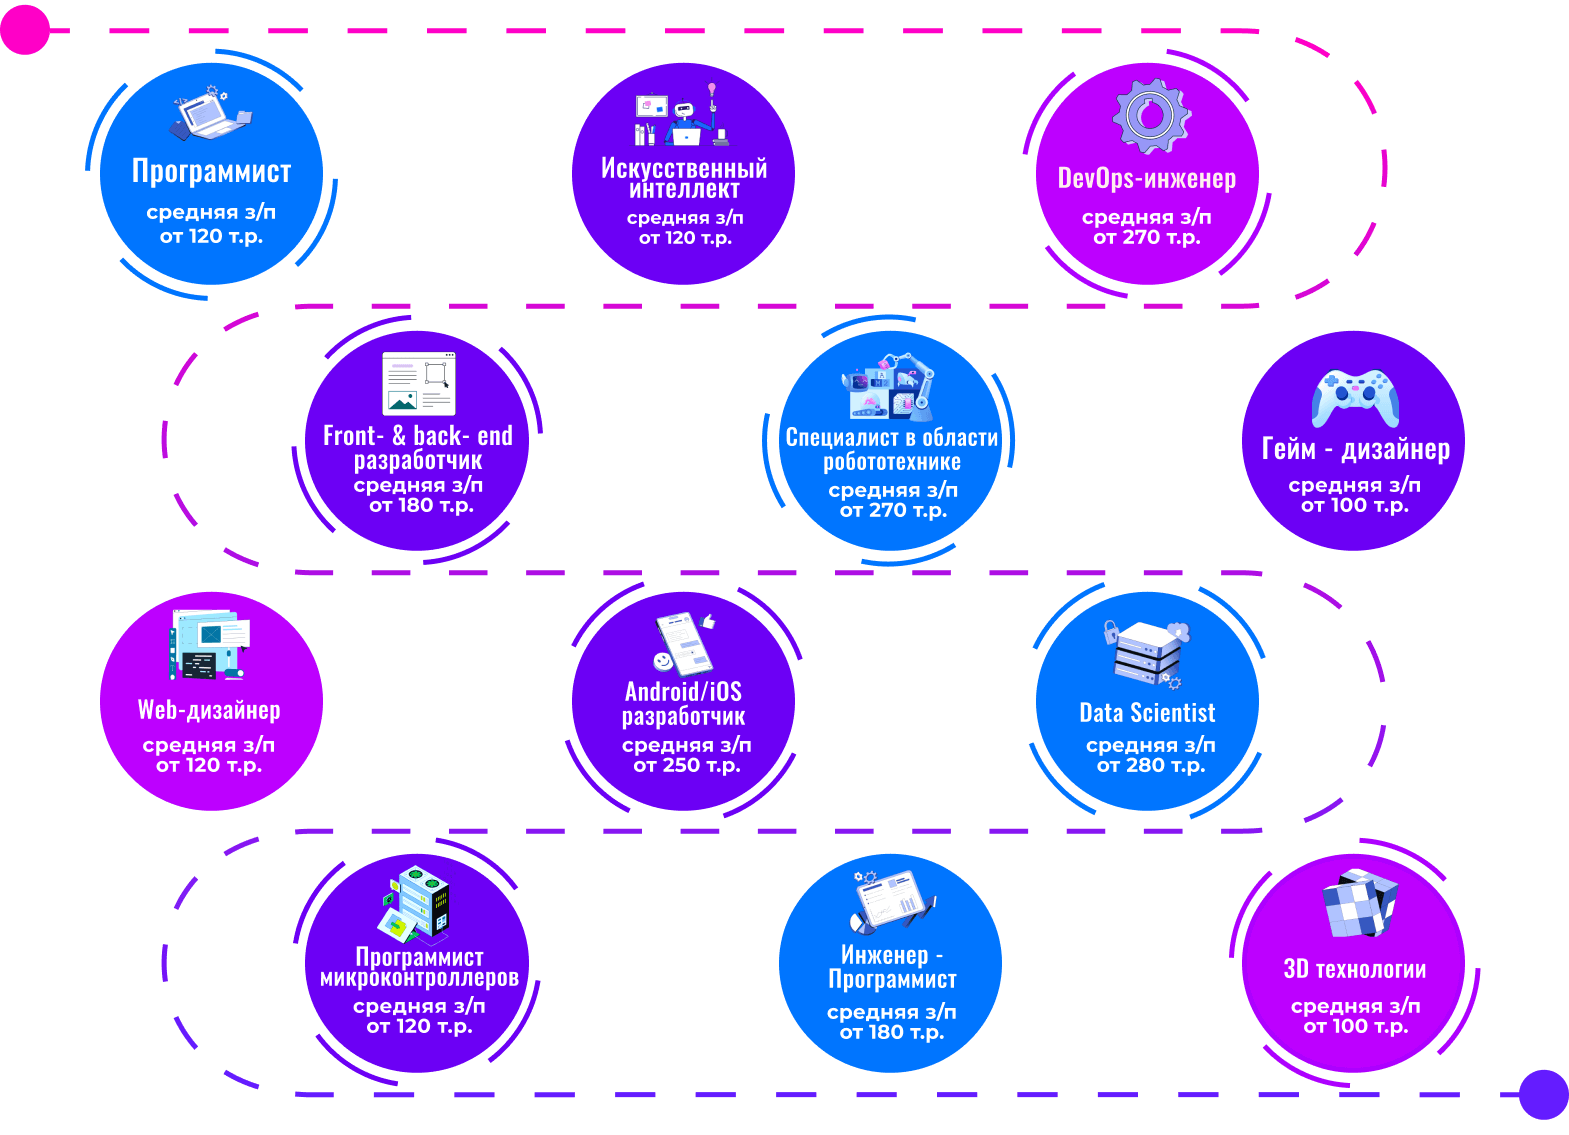 Программист
средняя з/п
от 120 т.р.
Искусственный
интеллект
средняя з/п
от 120 т.р.
DevOps-инженер
средняя з/п
от 270 т.р.
Front- & back- end
разработчик
средняя з/п
от 180 т.р.
Специалист в области
робототехнике
средняя з/п
от 270 т.р.
Гейм - дизайнер
средняя з/п
от 100 т.р.
Web-дизайнер
средняя з/п
от 120 т.р.
Android/iOS
разработчик
средняя з/п
от 250 т.р.
Data Scientist
средняя з/п
от 280 т.р.
Программист
микроконтроллеров
средняя з/п
от 120 т.р.
Инженер -
Программист
средняя з/п
от 180 т.р.
3D технологии
средняя з/п
от 100 т.р.